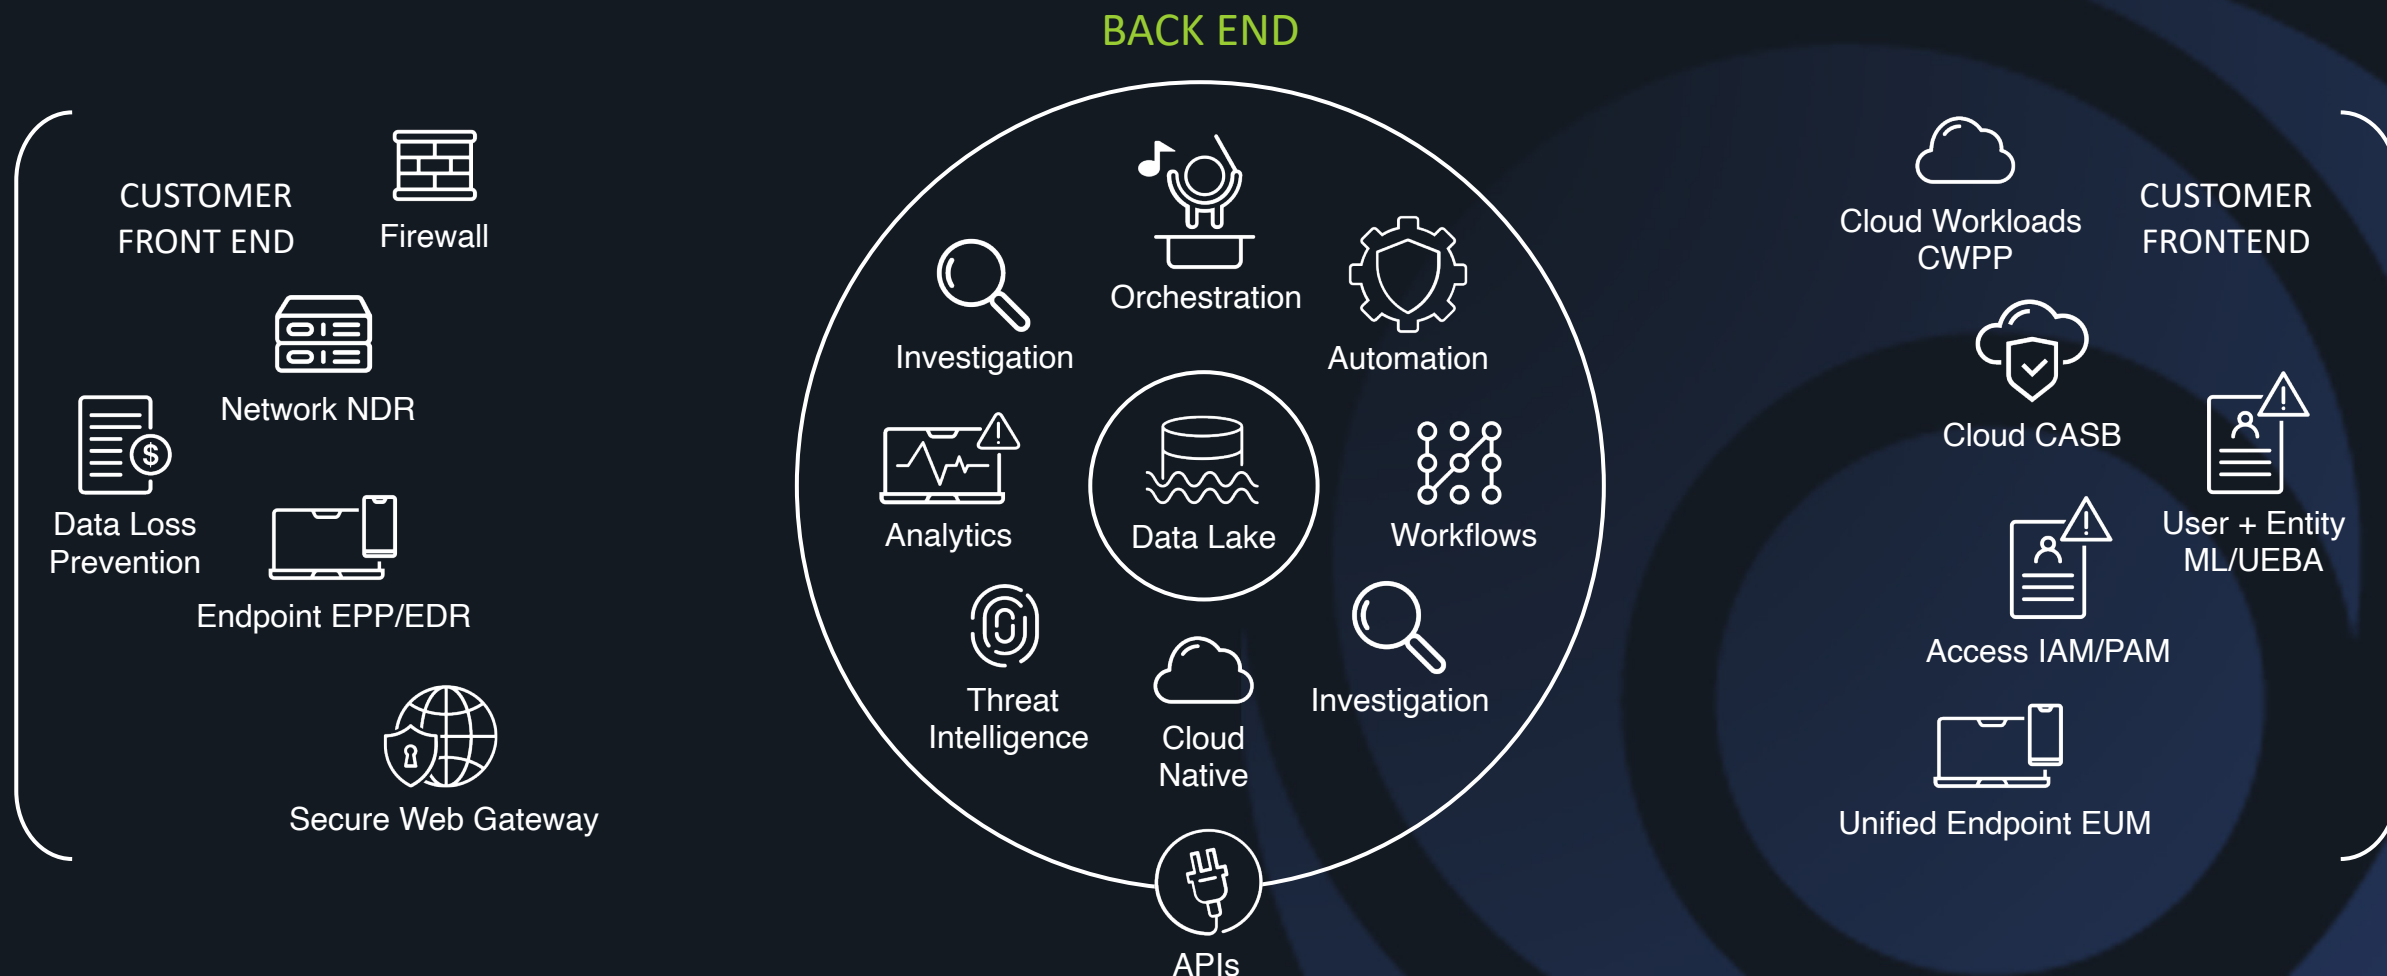 BACK END
CUSTOMER
FRONT END
Firewall
Network NDR
Data Loss
Prevention
$
Endpoint EPP/EDR
Secure Web Gateway
Orchestration
Investigation
Automation
Analytics
Data Lake
Workflows
Threat
Intelligence
Cloud
Native
Investigation
APIs
Cloud Workloads
CWPP
CUSTOMER
FRONTEND
Cloud CASB
User + Entity
ML/UEBA
Access IAM/PAM
Unified Endpoint EUM